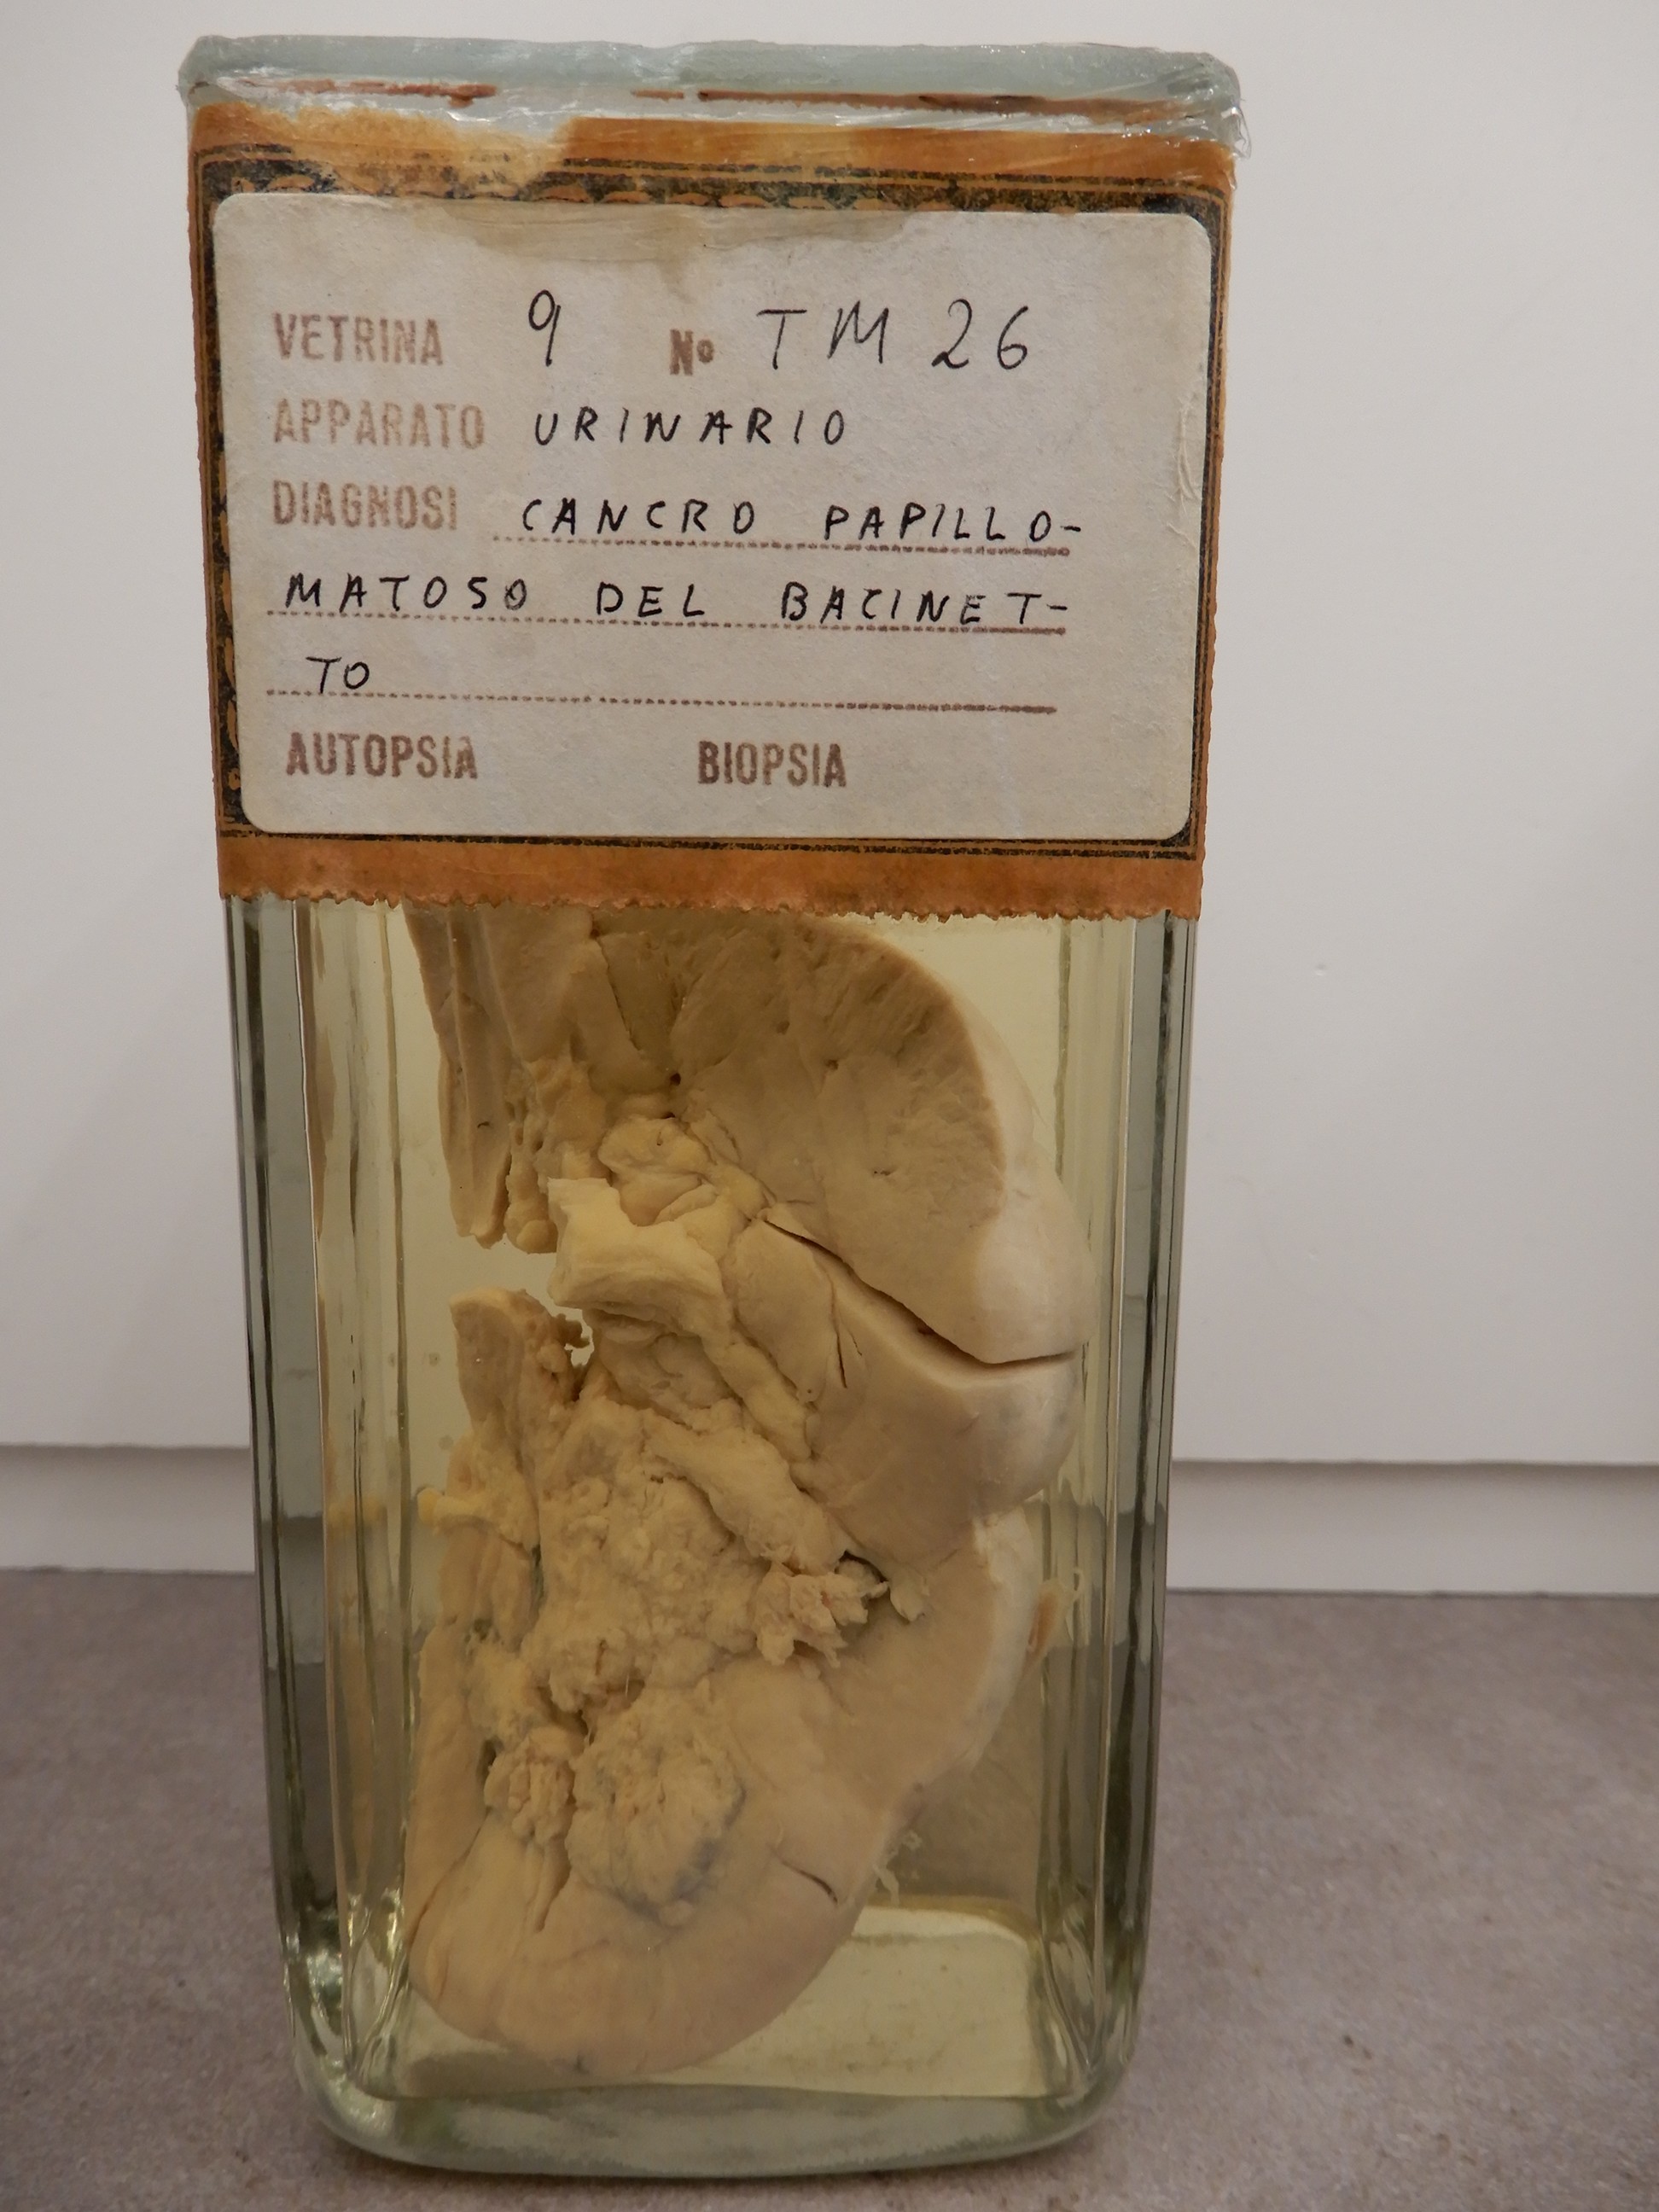 VETRINA 9 No TM 26
APPARATO URINARIO
DIAGNOSI CANCRO PAPILLO-
MATOSO DEL BACINET-
TO
AUTOPSIA BIOPSIA